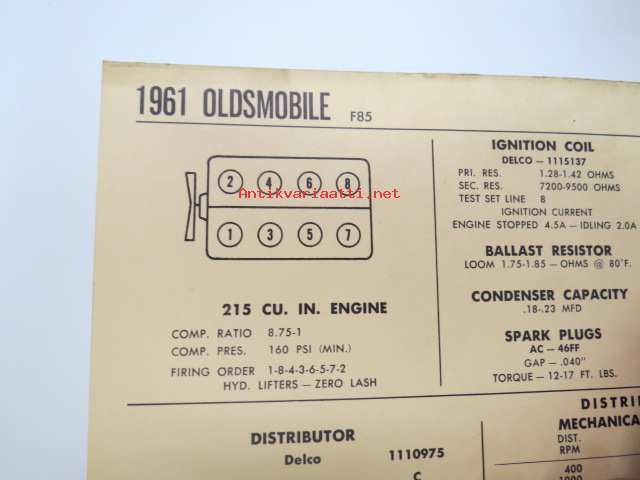 1961 OLDSMOBILE F85
2 4 6 8
Antikvariaatti.net
1 3 5 7
215 CU. IN. ENGINE
COMP. RATIO 8.75-1
COMP. PRES. 160 PSI (MIN.)
FIRING ORDER 1-8-4-3-6-5-7-2
HYD. LIFTERS — ZERO LASH
DISTRIBUTOR
Delco 1110975
C
IGNITION COIL
DELCO — 1115137
PRI. RES. 1.28-1.42 OHMS
SEC. RES. 7200-9500 OHMS
TEST SET LINE 8
IGNITION CURRENT
ENGINE STOPPED 4.5A — IDLING 2.0A
BALLAST RESISTOR
LOOM 1.75-1.85 — OHMS @ 80°F.
CONDENSER CAPACITY
.18-.23 MFD
SPARK PLUGS
AC — 46FF
GAP — .040"
TORQUE — 12-17 FT. LBS.
DISTRI
MECHANICA
DIST.
RPM
400